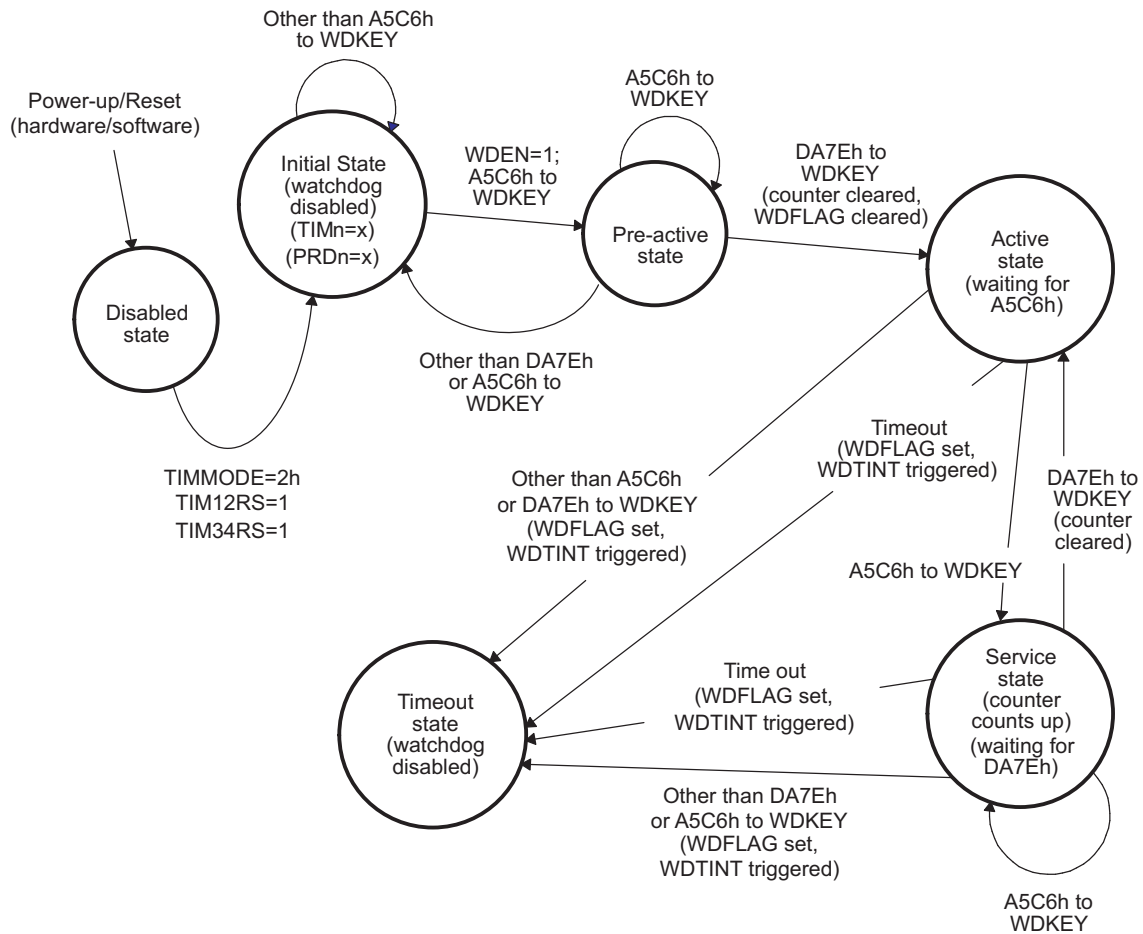 Other than A5C6h
to WDKEY
Power-up/Reset
(hardware/software)
Initial State
(watchdog
disabled)
(TIMn=x)
(PRDn=x)
WDEN=1;
A5C6h to
WDKEY
A5C6h to
WDKEY
Pre-active
state
DA7Eh to
WDKEY
(counter cleared,
WDFLAG cleared)
Active
state
(waiting for
A5C6h)
Disabled
state
Other than DA7Eh
or A5C6h to
WDKEY
TIMMODE=2h
TIM12RS=1
TIM34RS=1
Other than A5C6h
or DA7Eh to WDKEY
(WDFLAG set,
WDTINT triggered)
Timeout
(WDFLAG set,
WDTINT triggered)
DA7Eh to
WDKEY
(counter
cleared)
A5C6h to WDKEY
Timeout
state
(watchdog
disabled)
Time out
(WDFLAG set,
WDTINT triggered)
Service
state
(counter
counts up)
(waiting for
DA7Eh)
Other than DA7Eh
or A5C6h to WDKEY
(WDFLAG set,
WDTINT triggered)
A5C6h to
WDKEY